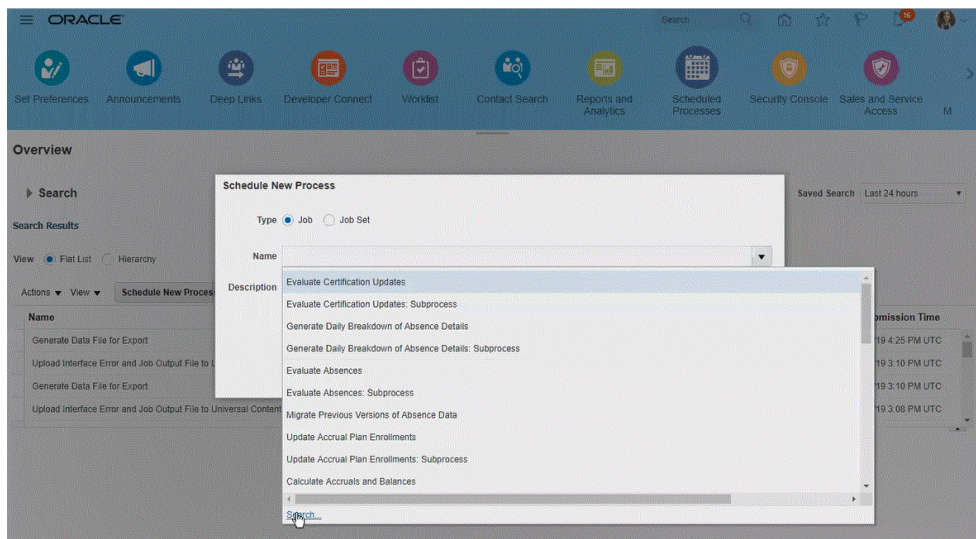 ORACLE
Search
16
Set Preferences
Announcements
Deep Links
Developer Connect
Worklist
Contact Search
Reports and
Analytics
Scheduled
Processes
Security Console
Sales and Service
Access
M
Overview
Search
Saved Search Last 24 hours
Search Results
View Flat List Hierarchy
Actions View Schedule New Proces
Name
mission Time
Generate Data File for Export
19 4:25 PM UTC
Upload Interface Error and Job Output File to U
19 3:10 PM UTC
Generate Data File for Export
19 3:10 PM UTC
Upload Interface Error and Job Output File to Universal Content
19 3:08 PM UTC
Schedule New Process
Type Job Job Set
Name
Description
Evaluate Certification Updates
Evaluate Certification Updates: Subprocess
Generate Daily Breakdown of Absence Details
Generate Daily Breakdown of Absence Details: Subprocess
Evaluate Absences
Evaluate Absences: Subprocess
Migrate Previous Versions of Absence Data
Update Accrual Plan Enrollments
Update Accrual Plan Enrollments: Subprocess
Calculate Accruals and Balances
Search...